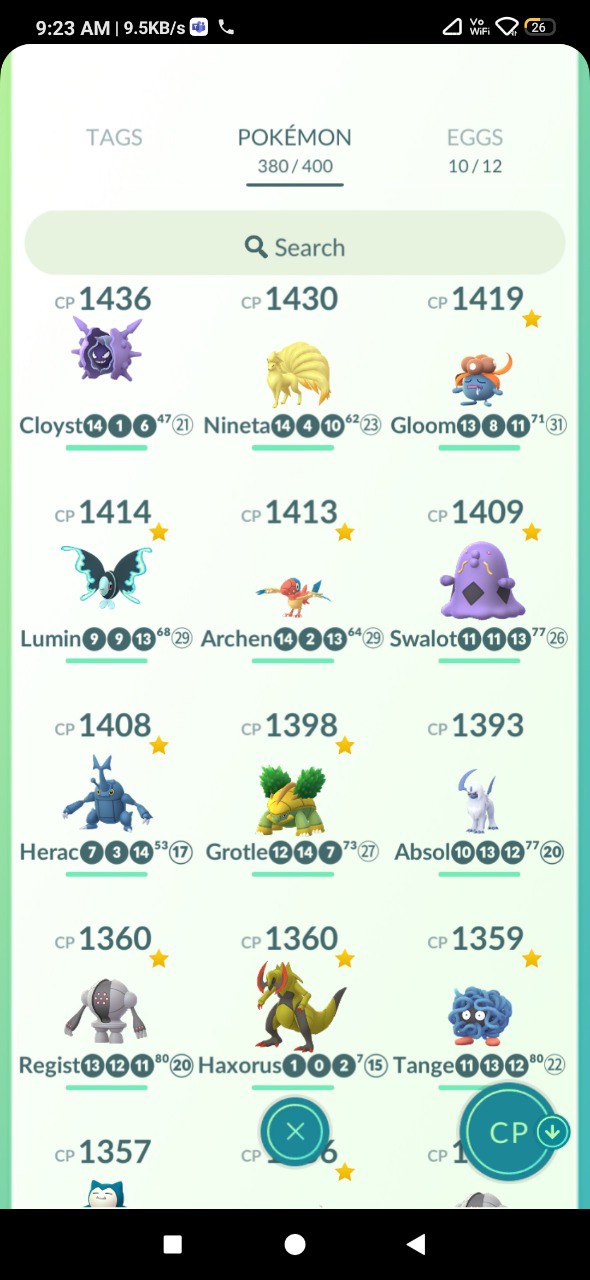 9:23 AM | 9.5KB/s Vo WiFi 26
TAGS POKÉMON EGGS
380 / 400 10 / 12
Search
CP 1436 CP 1430 CP 1419
Cloyst⑭①⑥⁴⁷㉑ Nineta⑭④⑩⁶²㉓ Gloom⑬⑧⑪⁷¹㉛
CP 1414 CP 1413 CP 1409
Lumin⑨⑨⑬⁶⁸㉙ Archen⑭②⑬⁶⁴㉙ Swalot⑪⑪⑬⁷⁷㉖
CP 1408 CP 1398 CP 1393
Herac⑦③⑭⁵³⑰ Grotle⑫⑭⑦⁷³㉗ Absol⑩⑬⑫⁷⁷⑳
CP 1360 CP 1360 CP 1359
Regist⑬⑫⑪⁸⁰⑳ Haxorus①⓪②⁷⑮ Tange⑪⑬⑫⁸⁰㉒
CP
CP 1357 CP CP